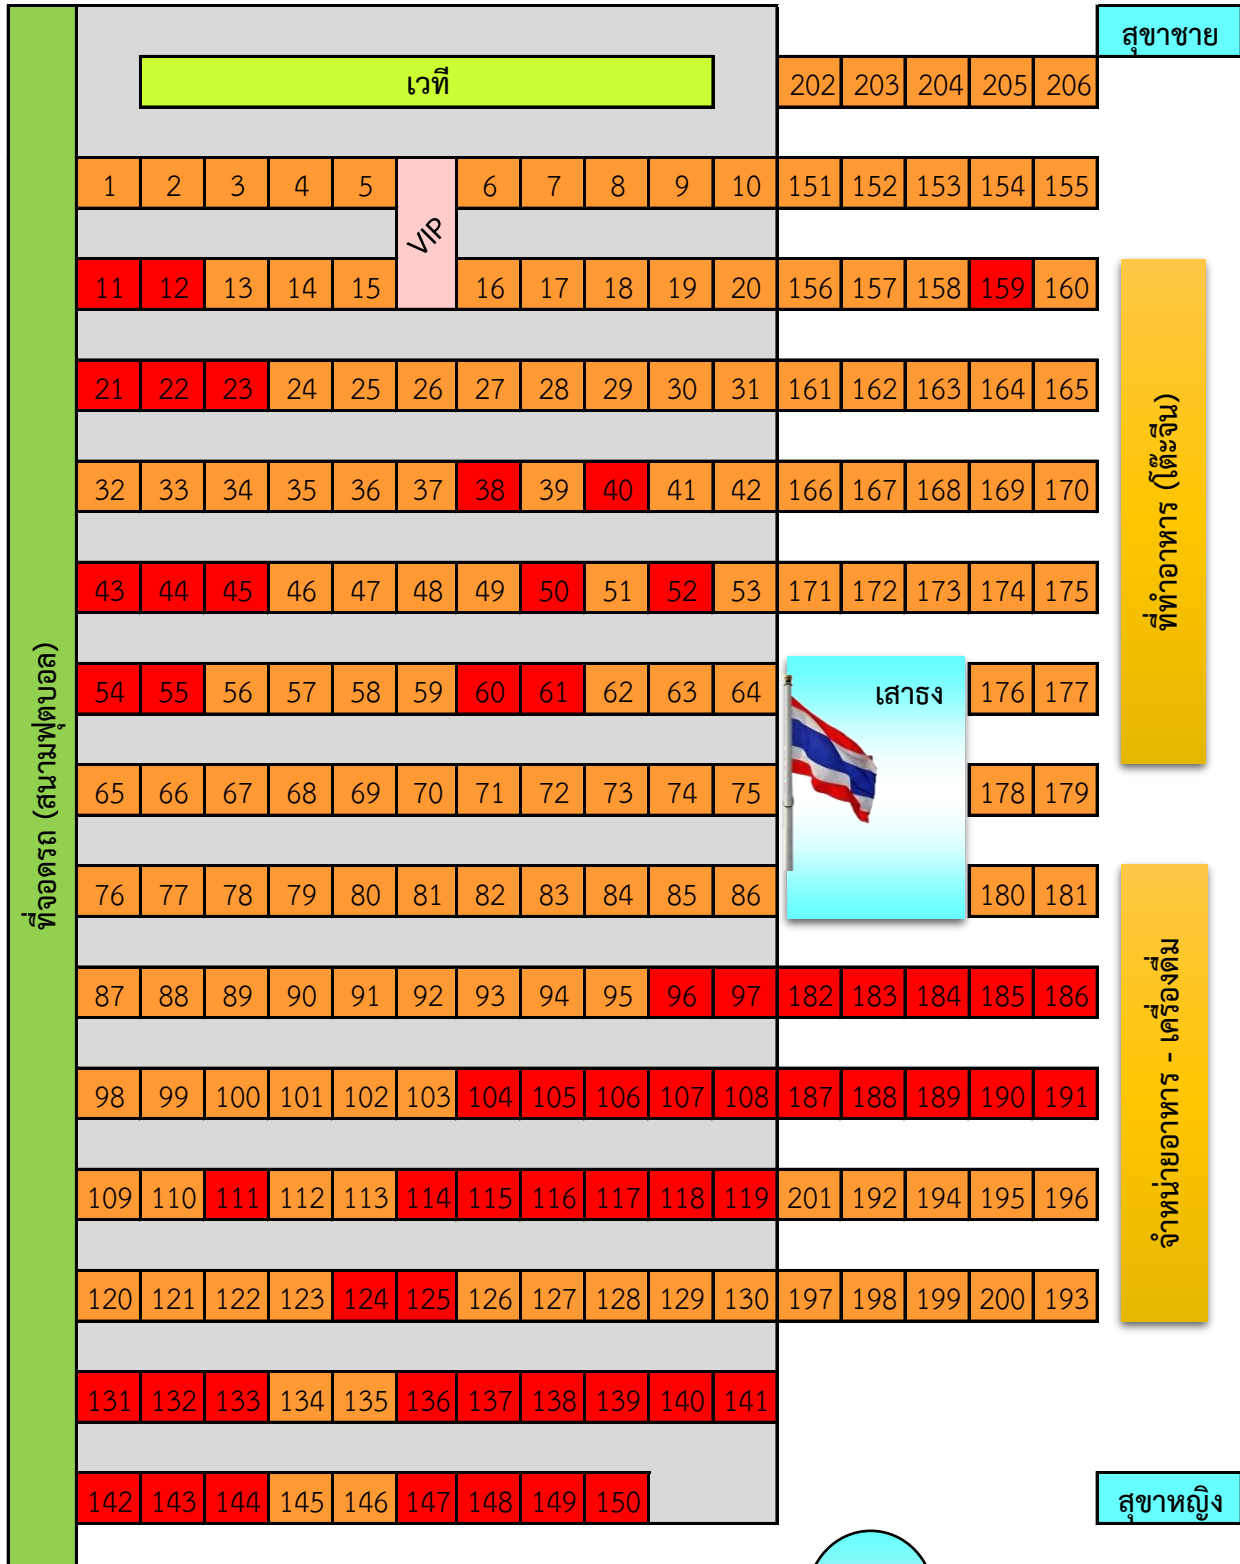 สุขาชาย
เวที 202 203 204 205 206
1 2 3 4 5 6 7 8 9 10 151 152 153 154 155
VIP
11 12 13 14 15 16 17 18 19 20 156 157 158 159 160
21 22 23 24 25 26 27 28 29 30 31 161 162 163 164 165
32 33 34 35 36 37 38 39 40 41 42 166 167 168 169 170
ที่ทำอาหาร (โต๊ะจีน)
43 44 45 46 47 48 49 50 51 52 53 171 172 173 174 175
54 55 56 57 58 59 60 61 62 63 64 เสาธง 176 177
65 66 67 68 69 70 71 72 73 74 75 178 179
ที่จอดรถ (สนามฟุตบอล)
76 77 78 79 80 81 82 83 84 85 86 180 181
87 88 89 90 91 92 93 94 95 96 97 182 183 184 185 186
98 99 100 101 102 103 104 105 106 107 108 187 188 189 190 191
จำหน่ายอาหาร - เครื่องดื่ม
109 110 111 112 113 114 115 116 117 118 119 201 192 194 195 196
120 121 122 123 124 125 126 127 128 129 130 197 198 199 200 193
131 132 133 134 135 136 137 138 139 140 141
142 143 144 145 146 147 148 149 150
สุขาหญิง